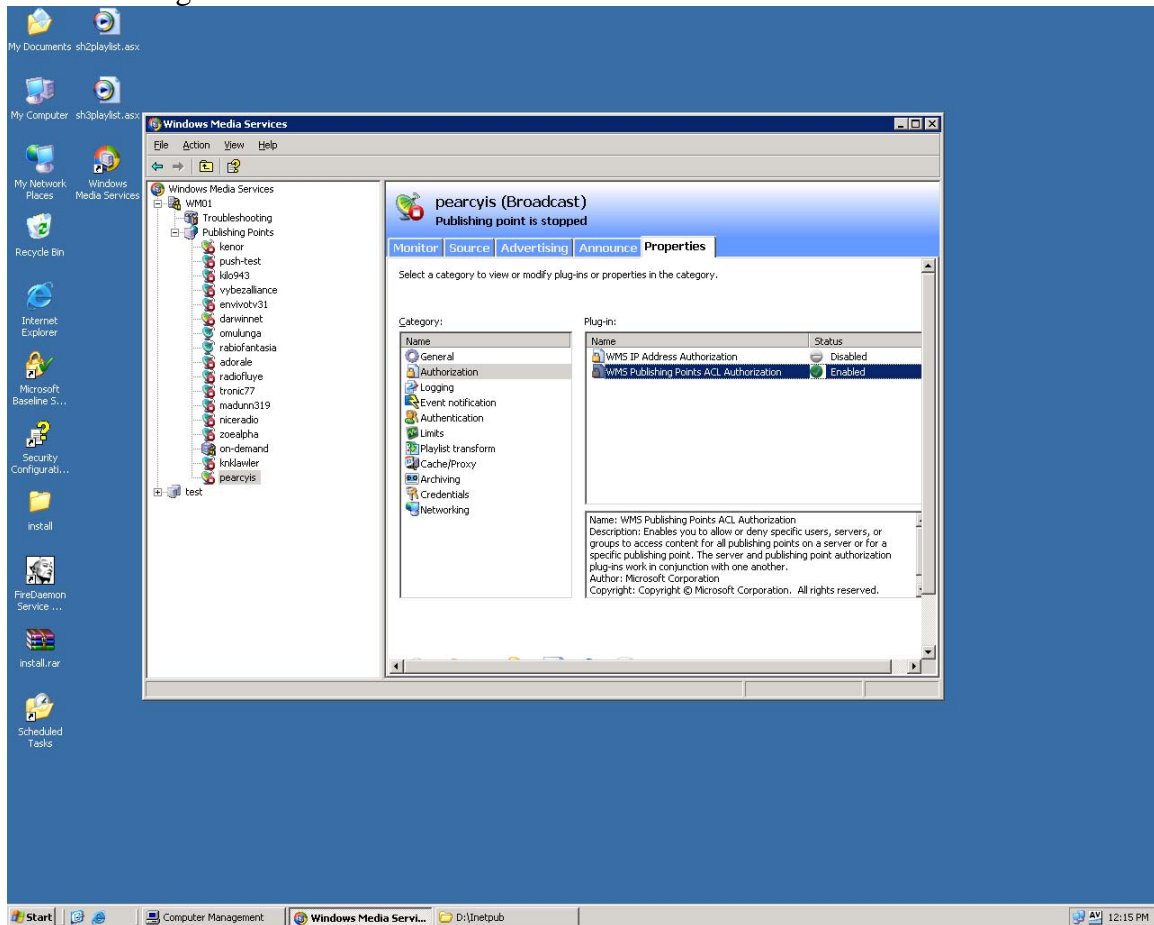 My Documents
sh2playlist.asx
My Computer
sh3playlist.asx
My Network
Places
Windows
Media Services
Recycle Bin
Internet
Explorer
Microsoft
Baseline S...
Security
Configurati...
install
FireDaemon
Service ...
install.rar
Scheduled
Tasks
Windows Media Services
File Action View Help
Windows Media Services
WM01
Troubleshooting
Publishing Points
kenor
push-test
kilo943
vybezalliance
envivotv31
darwinnet
omulunga
rabiofantasia
adorale
radiofluye
tronic77
madunn319
niceradio
zoealpha
on-demand
knklawler
pearcyis
test
pearcyis (Broadcast)
Publishing point is stopped
Monitor Source Advertising Announce Properties
Select a category to view or modify plug-ins or properties in the category.
Category:
Name
General
Authorization
Logging
Event notification
Authentication
Limits
Playlist transform
Cache/Proxy
Archiving
Credentials
Networking
Plug-in:
Name Status
WMS IP Address Authorization Disabled
WMS Publishing Points ACL Authorization Enabled
Name: WMS Publishing Points ACL Authorization
Description: Enables you to allow or deny specific users, servers, or
groups to access content for all publishing points on a server or for a
specific publishing point. The server and publishing point authorization
plug-ins work in conjunction with one another.
Author: Microsoft Corporation
Copyright: Copyright © Microsoft Corporation. All rights reserved.
Start Computer Management Windows Media Servi... D:\Inetpub AV 12:15 PM